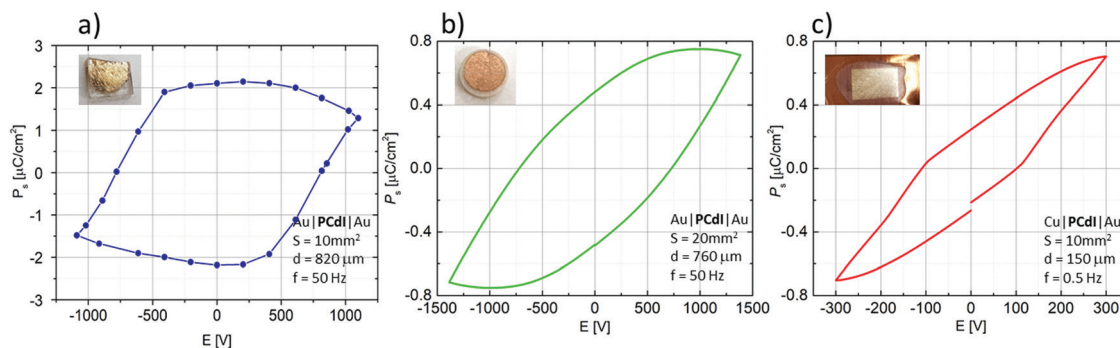 a)
3
2
1
0
-1
-2
-3
P_s [μC/cm²]
-1000 -500 0 500 1000
E [V]
Au|PCdI|Au
S = 10mm²
d = 820 μm
f = 50 Hz
b)
0.8
0.4
0.0
-0.4
-0.8
P_s [μC/cm²]
-1500 -1000 -500 0 500 1000 1500
E [V]
Au|PCdI|Au
S = 20mm²
d = 760 μm
f = 50 Hz
c)
0.8
0.4
0.0
-0.4
-0.8
P_s [μC/cm²]
-300 -200 -100 0 100 200 300
E [V]
Cu|PCdI|Au
S = 10mm²
d = 150 μm
f = 0.5 Hz